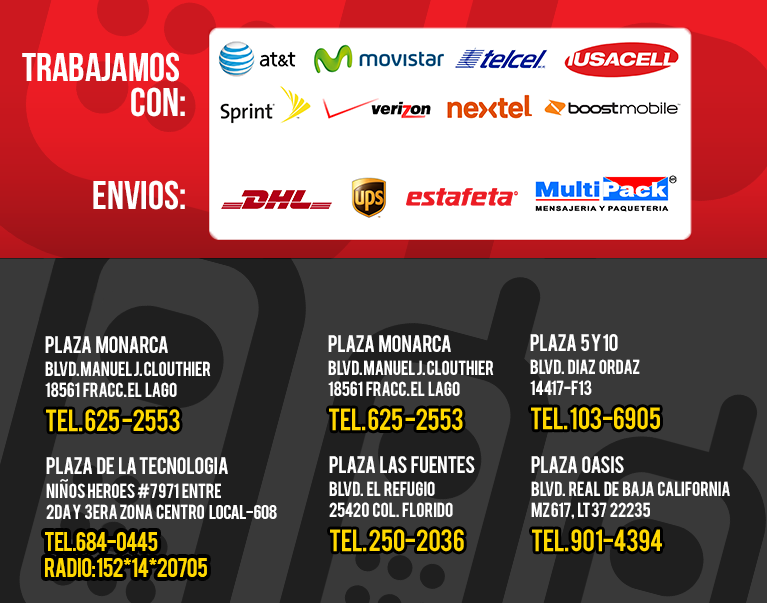 TRABAJAMOS
CON:
at&t movistar telcel IUSACELL
Sprint verizon nextel boostmobile
ENVIOS:
DHL ups estafeta MultiPack
MENSAJERIA Y PAQUETERIA
PLAZA MONARCA
BLVD.MANUEL J. CLOUTHIER
18561 FRACC.EL LAGO
TEL.625-2553
PLAZA MONARCA
BLVD.MANUEL J. CLOUTHIER
18561 FRACC.EL LAGO
TEL.625-2553
PLAZA 5 Y 10
BLVD. DIAZ ORDAZ
14417-F13
TEL.103-6905
PLAZA DE LA TECNOLOGIA
NIÑOS HEROES #7971 ENTRE
2DA Y 3ERA ZONA CENTRO LOCAL-608
TEL.684-0445
RADIO:152*14*20705
PLAZA LAS FUENTES
BLVD. EL REFUGIO
25420 COL. FLORIDO
TEL.250-2036
PLAZA OASIS
BLVD. REAL DE BAJA CALIFORNIA
MZ617, LT37 22235
TEL.901-4394